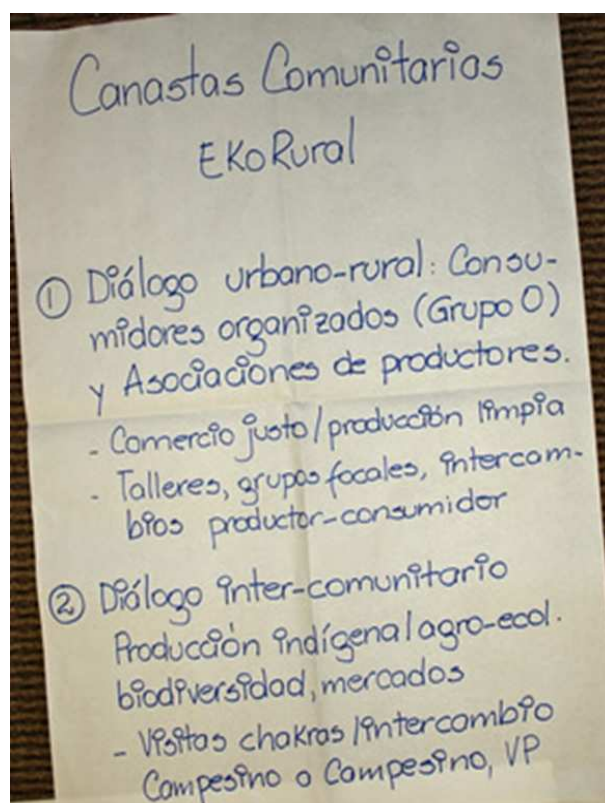 Canastas Comunitarias
EKoRural
① Diálogo urbano-rural: Consu-
midores organizados (Grupo O)
y Asociaciones de productores.
- Comercio justo/producción limpia
- Talleres, grupos focales, intercam-
bios productor-consumidor
② Diálogo inter-comunitario
Producción indígena/agro-ecol.
biodiversidad, mercados
- Visitas chakras/intercambio
Campesino a Campesino, VP